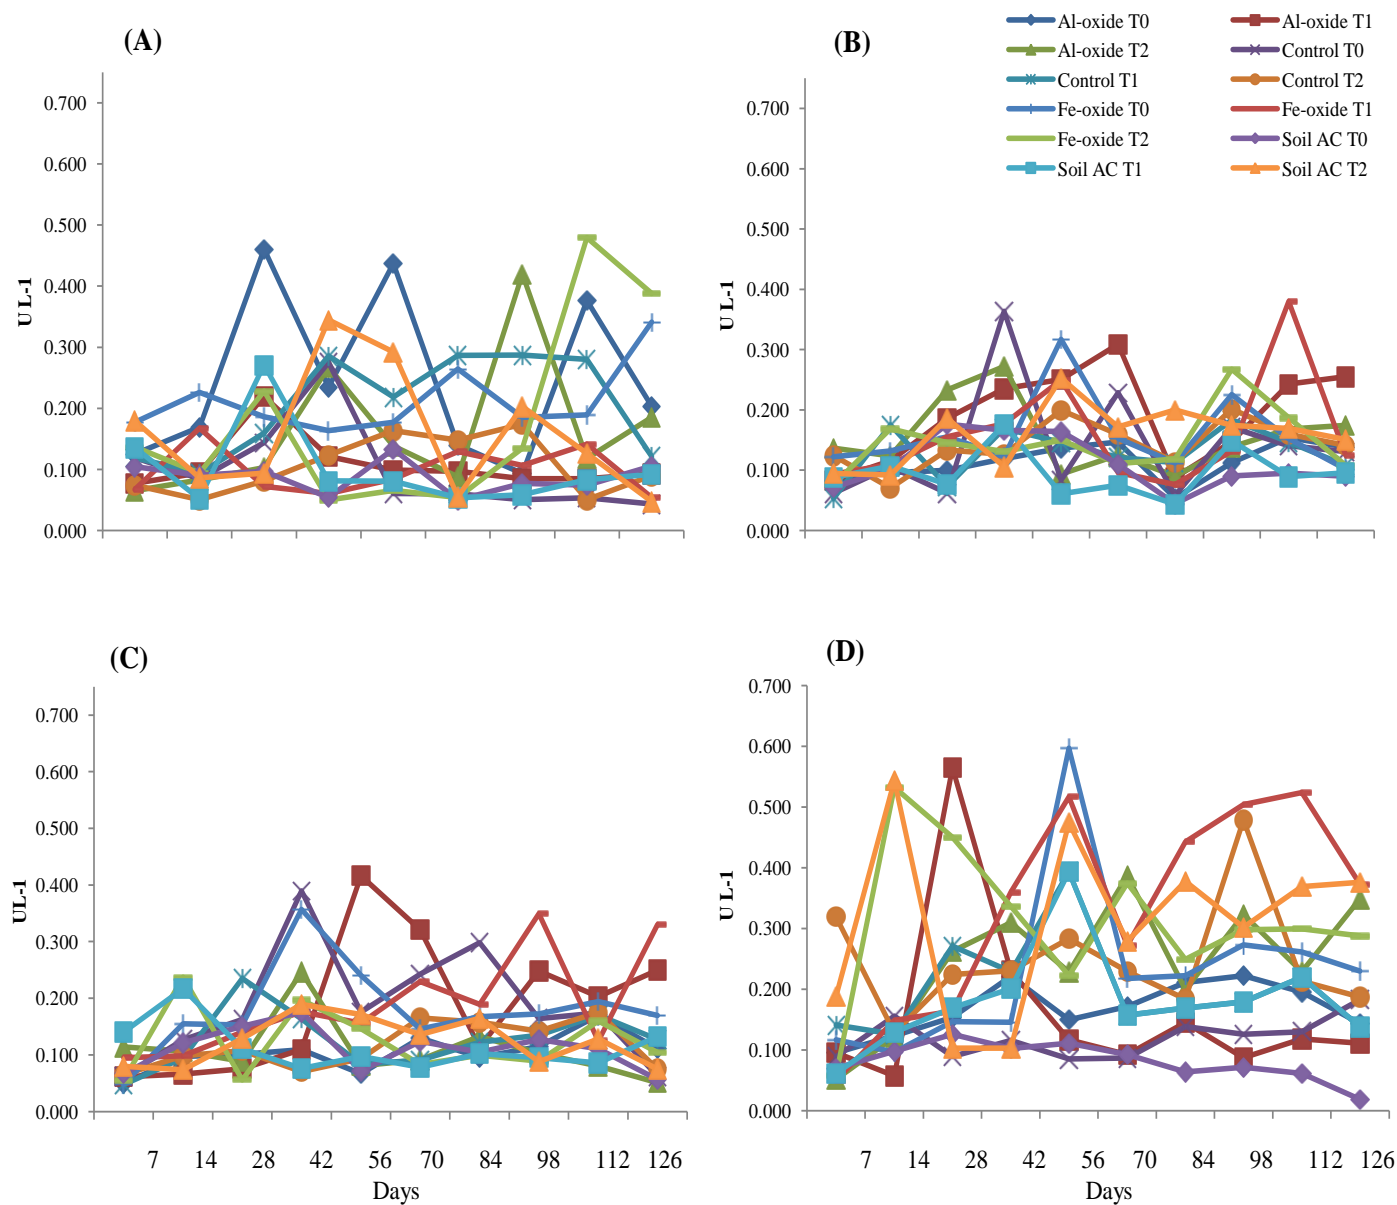 (A)
0.700
0.600
0.500
0.400
0.300
0.200
0.100
0.000
U L-1
(B)
0.700
0.600
0.500
0.400
0.300
0.200
0.100
0.000
U L-1
Al-oxide T0
Al-oxide T1
Al-oxide T2
Control T0
Control T1
Control T2
Fe-oxide T0
Fe-oxide T1
Fe-oxide T2
Soil AC T0
Soil AC T1
Soil AC T2
(C)
0.700
0.600
0.500
0.400
0.300
0.200
0.100
0.000
UL-1
7 14 28 42 56 70 84 98 112 126
Days
(D)
0.700
0.600
0.500
0.400
0.300
0.200
0.100
0.000
U L-1
7 14 28 42 56 70 84 98 112 126
Days